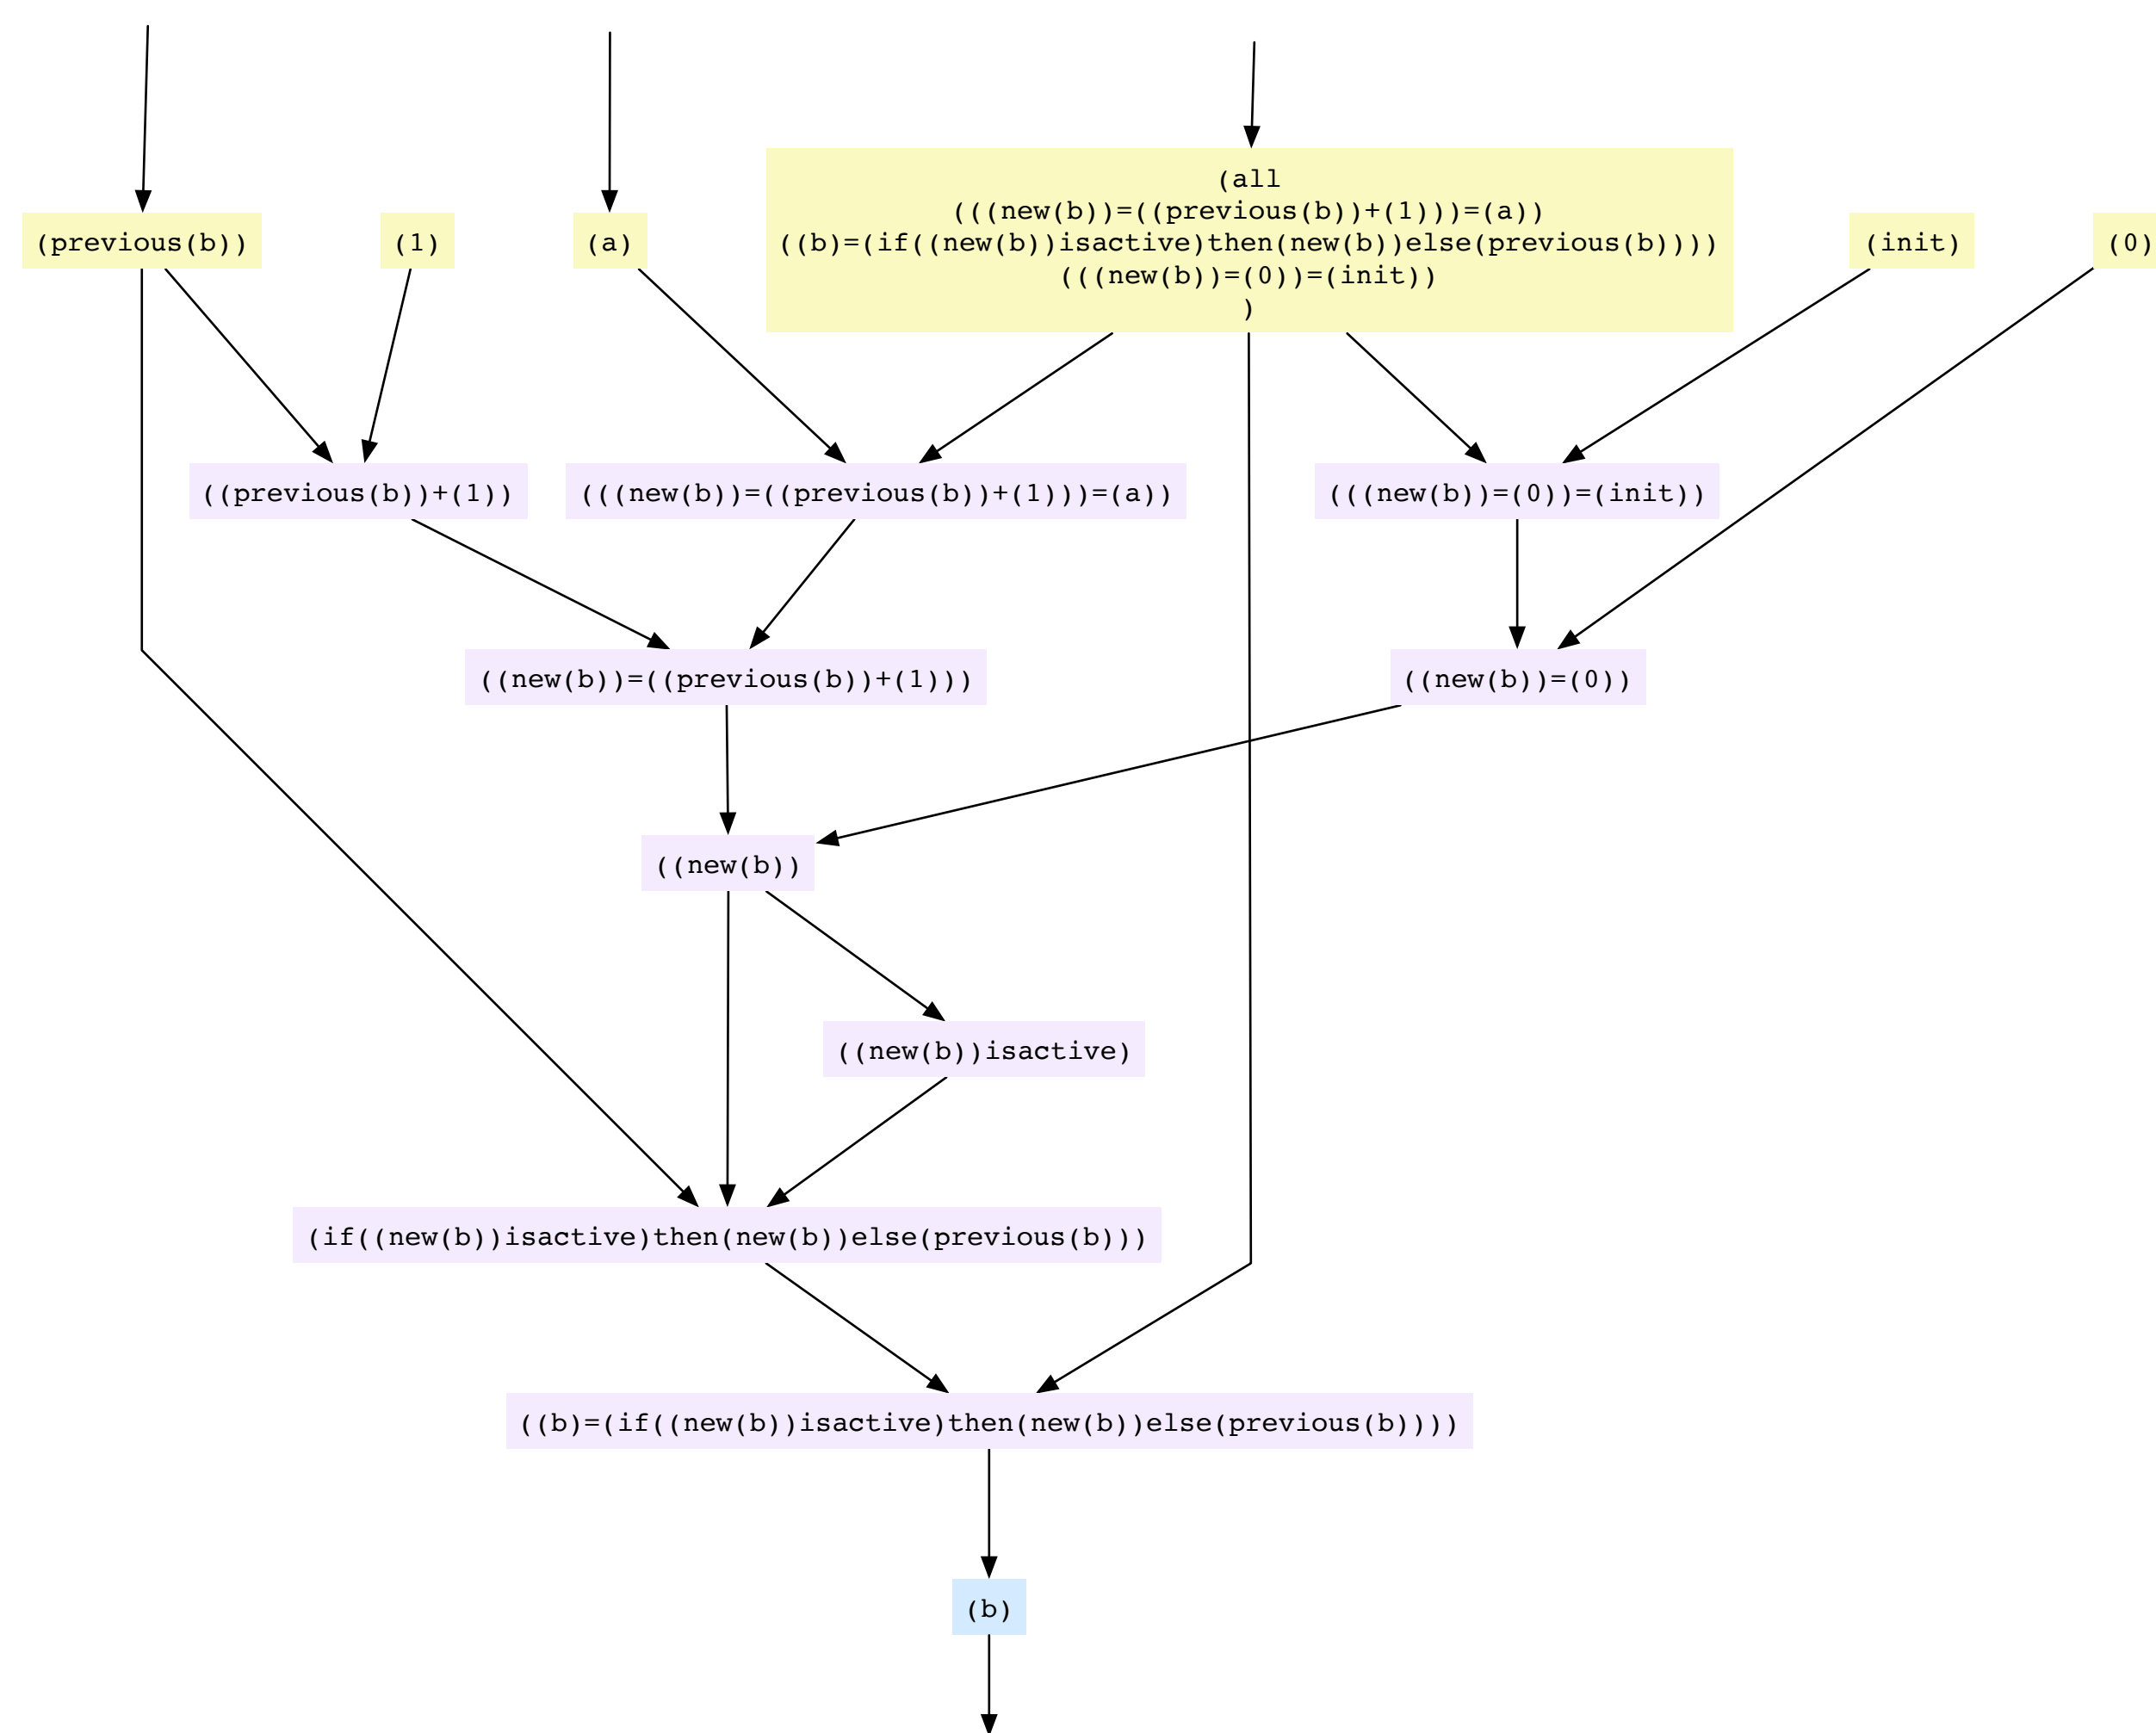 (all
(((new(b))=((previous(b))+(1)))=(a))
(previous(b))
(1)
(a)
((b)=(if((new(b))isactive)then(new(b))else(previous(b))))
(init)
(0)
(((new(b))=(0))=(init))
)
((previous(b))+(1))
(((new(b))=((previous(b))+(1)))=(a))
(((new(b))=(0))=(init))
((new(b))=((previous(b))+(1)))
((new(b))=(0))
((new(b))
((new(b))isactive)
(if((new(b))isactive)then(new(b))else(previous(b)))
((b)=(if((new(b))isactive)then(new(b))else(previous(b))))
(b)